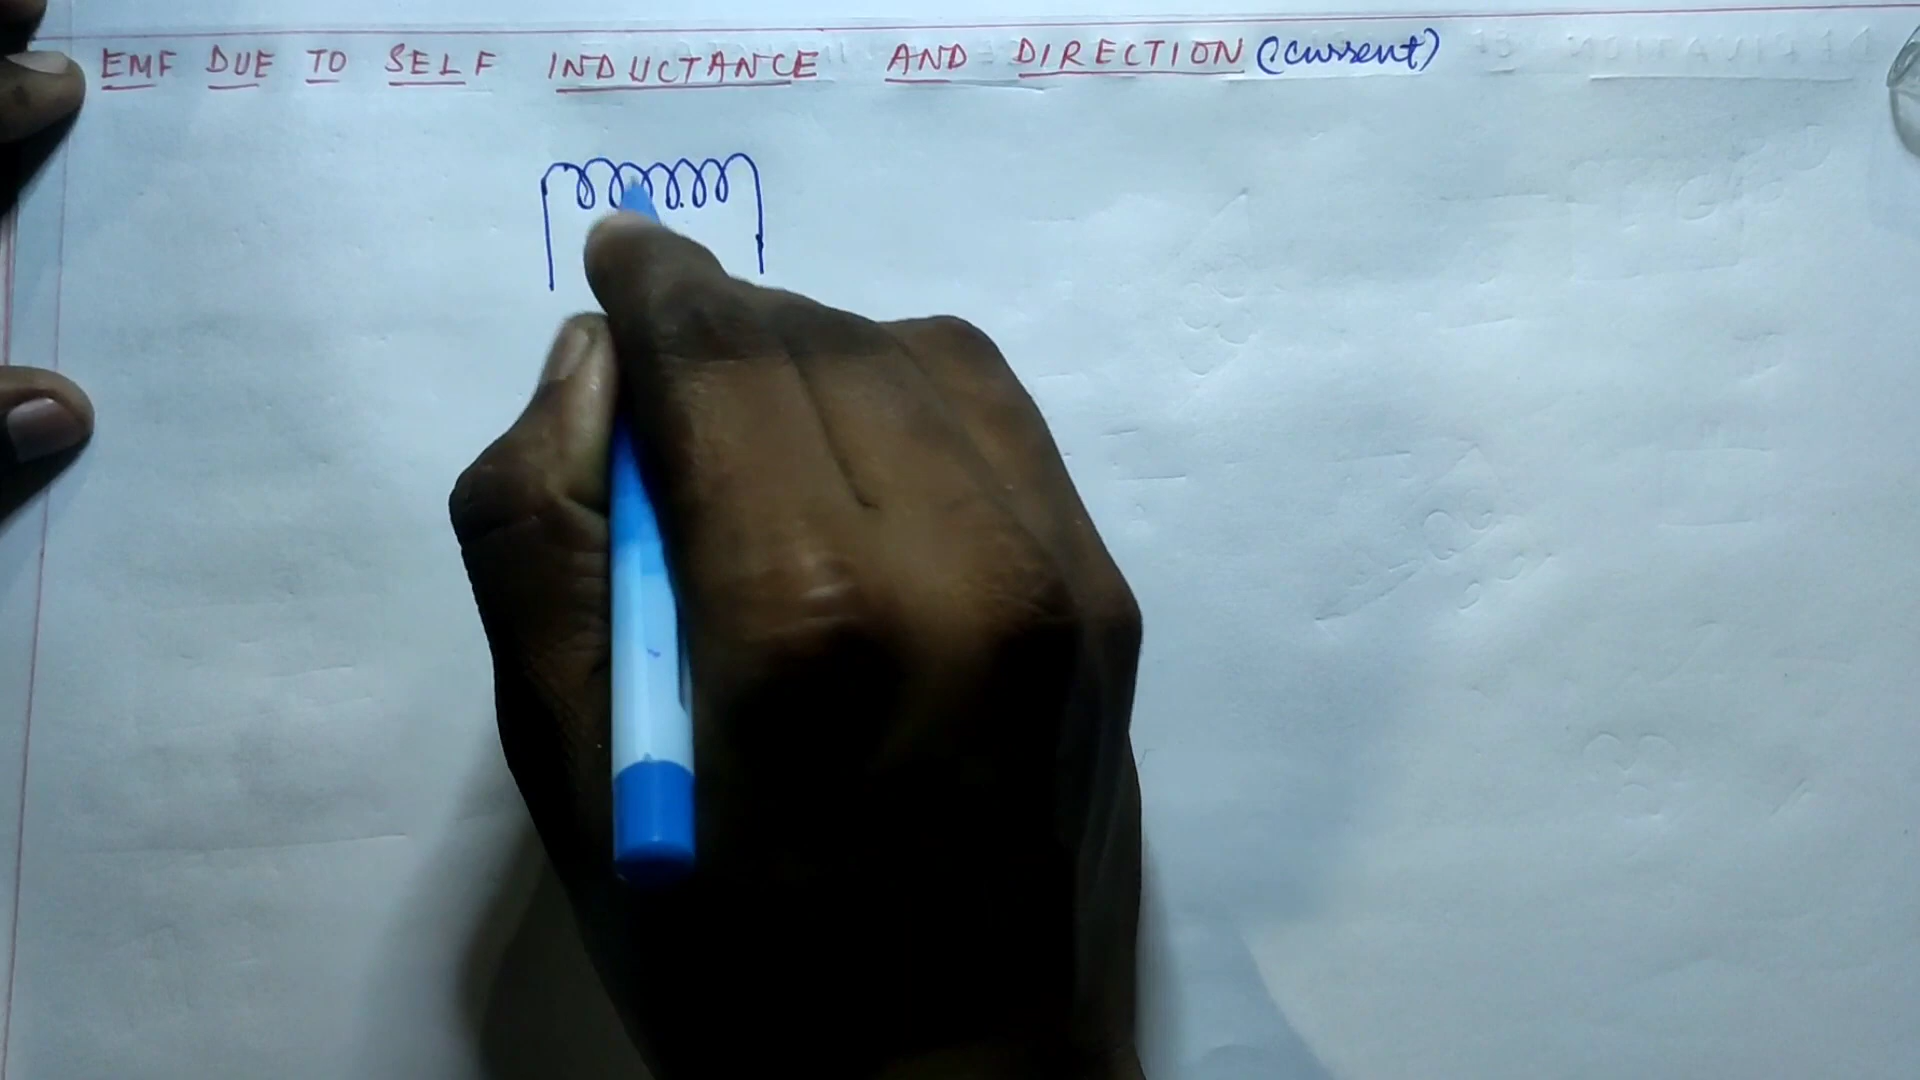 EMF DUE TO SELF INDUCTANCE AND DIRECTION (current)